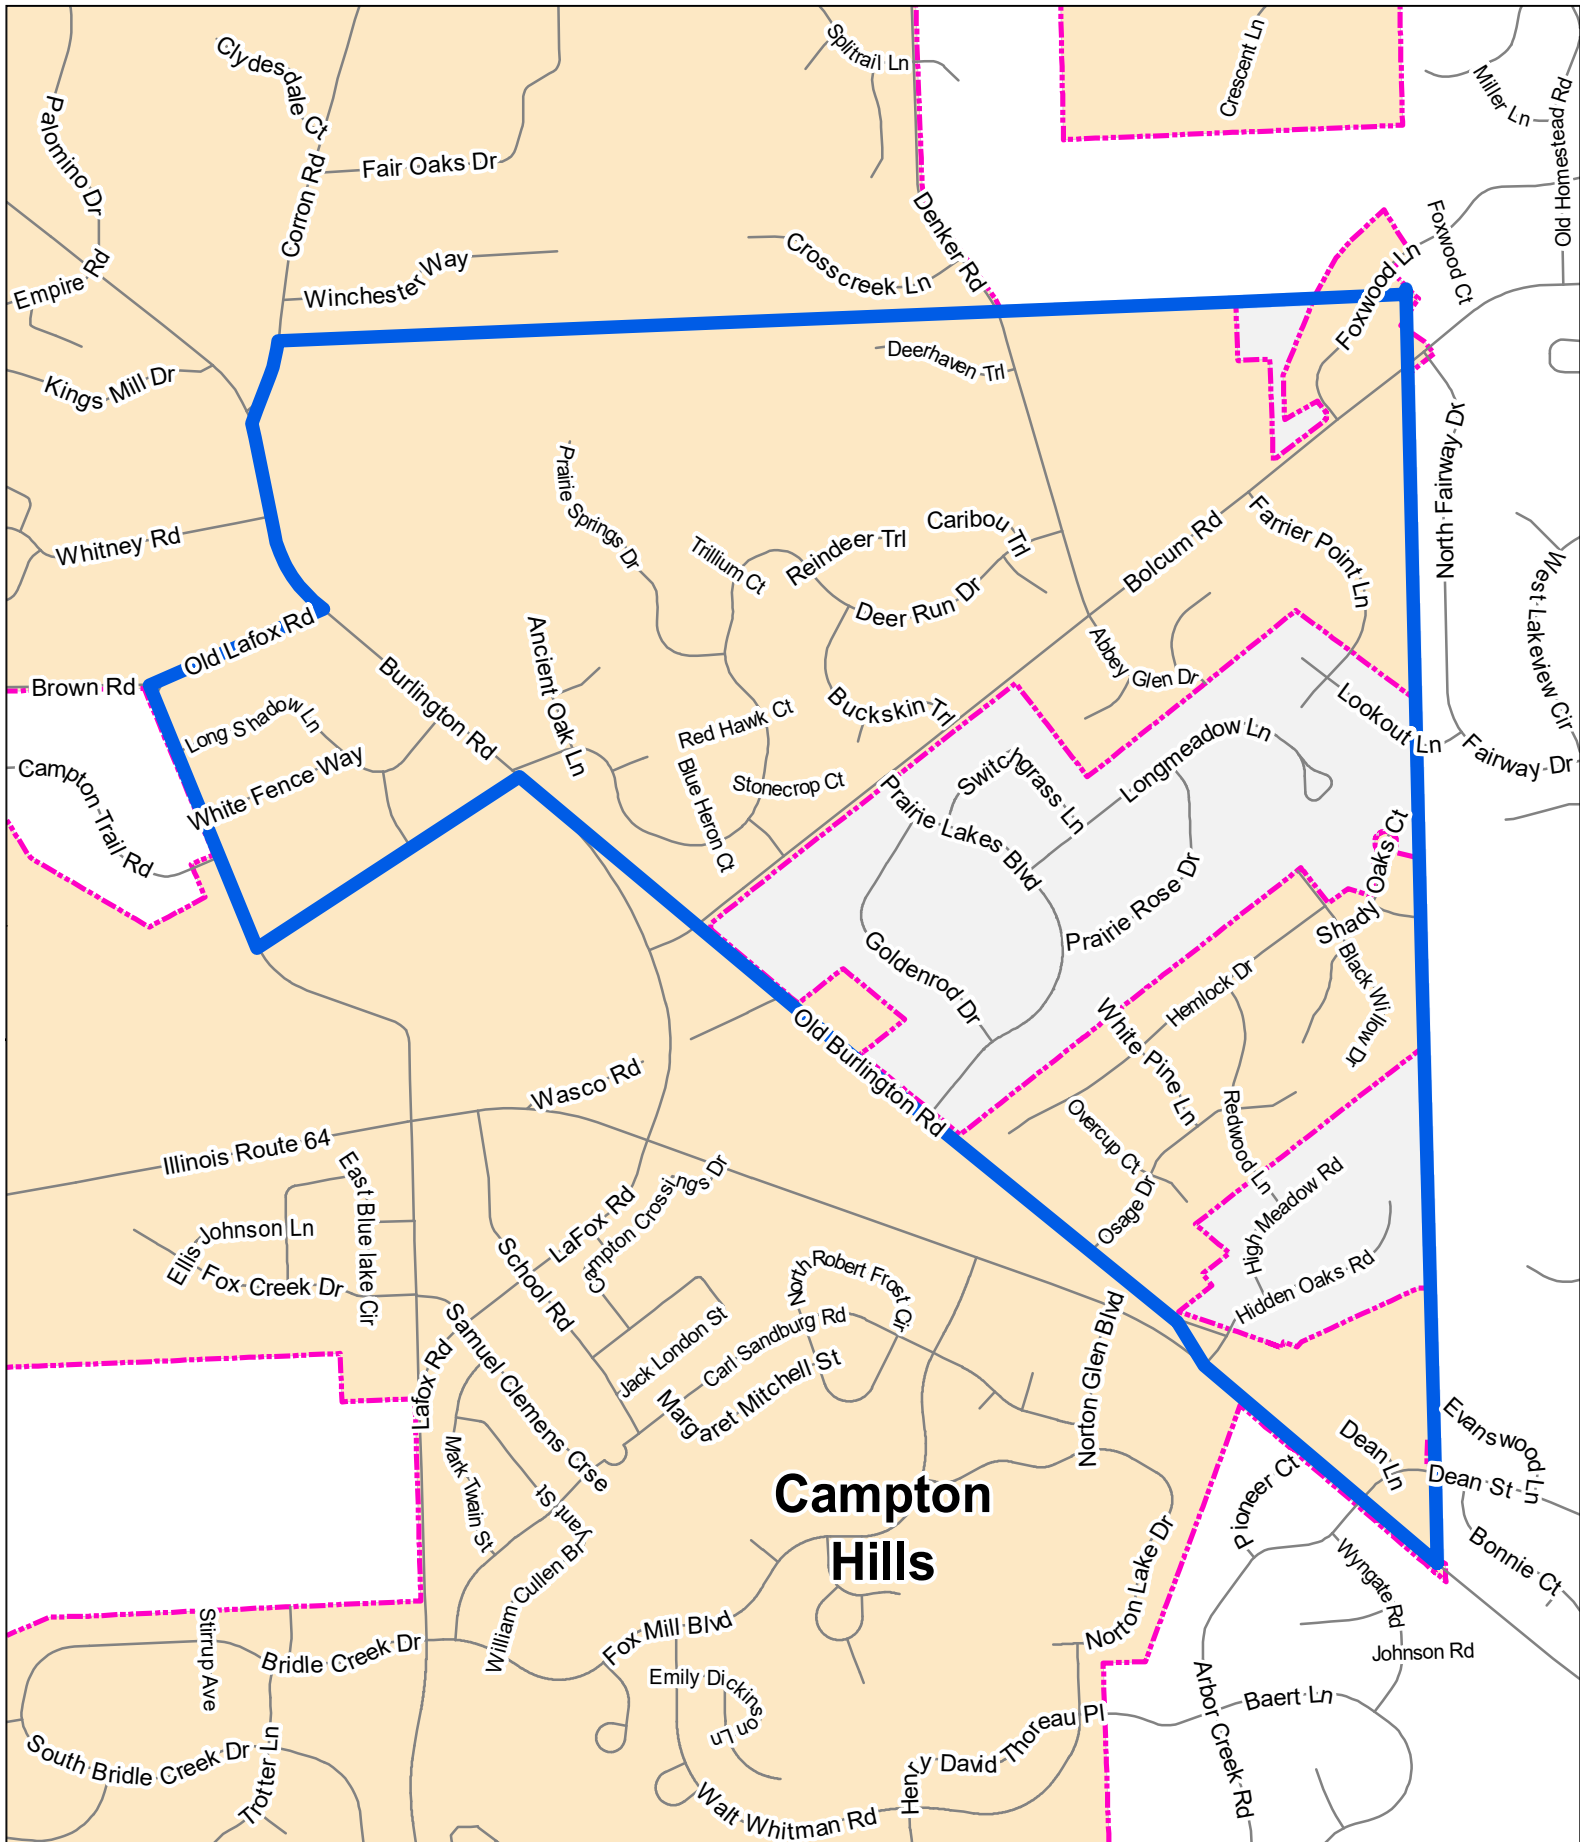 Clydesdale Ct
Splitrail Ln
Crescent Ln
Miller Ln
Old Homestead Rd
Palomino Dr
Fair Oaks Dr
Corron Rd
Denker Rd
Foxwood Ct
Empire Rd
Winchester Way
Crosscreek Ln
Foxwood Ln
Kings Mill Dr
Deerhaven Trl
North Fairway Dr
Prairie Springs Dr
Whitney Rd
Trillium Ct
Reindeer Trl
Caribou Trl
Bolcum Rd
Farrier Point Ln
West Lakeview Cir
Deer Run Dr
Old Lafox Rd
Ancient Oak Ln
Abbey Glen Dr
Brown Rd
Burlington Rd
Long Shadow Ln
Red Hawk Ct
Buckskin Trl
Lookout Ln
Fairway Dr
Campton Trail Rd
White Fence Way
Blue Heron Ct
Stonecrop Ct
Switchgrass Ln
Longmeadow Ln
Prairie Lakes Blvd
Prairie Rose Dr
Shady Oaks Ct
Goldenrod Dr
Hemlock Dr
Black Willow Dr
Old Burlington Rd
White Pine Ln
Wasco Rd
Overcup Ct
Redwood Ln
Illinois Route 64
East Blue lake Cir
Campton Crossings Dr
High Meadow Rd
Ellis Johnson Ln
LaFox Rd
Osage Dr
Fox Creek Dr
School Rd
North Robert Frost Cir
Hidden Oaks Rd
Samuel Clemens Crse
Jack London St
Carl Sandburg Rd
Norton Glen Blvd
Lafox Rd
Margaret Mitchell St
Mark Twain St
Dean Ln
Evanswood Ln
Pioneer Ct
Dean St
Campton
Hills
William Cullen Bryant St
Norton Lake Dr
Wyngate Rd
Bonnie Ct
Stirrup Ave
Bridle Creek Dr
Fox Mill Blvd
Johnson Rd
Emily Dickinson Ln
Arbor Creek Rd
Baert Ln
South Bridle Creek Dr
Trotter Ln
Henry David Thoreau Pl
Walt Whitman Rd